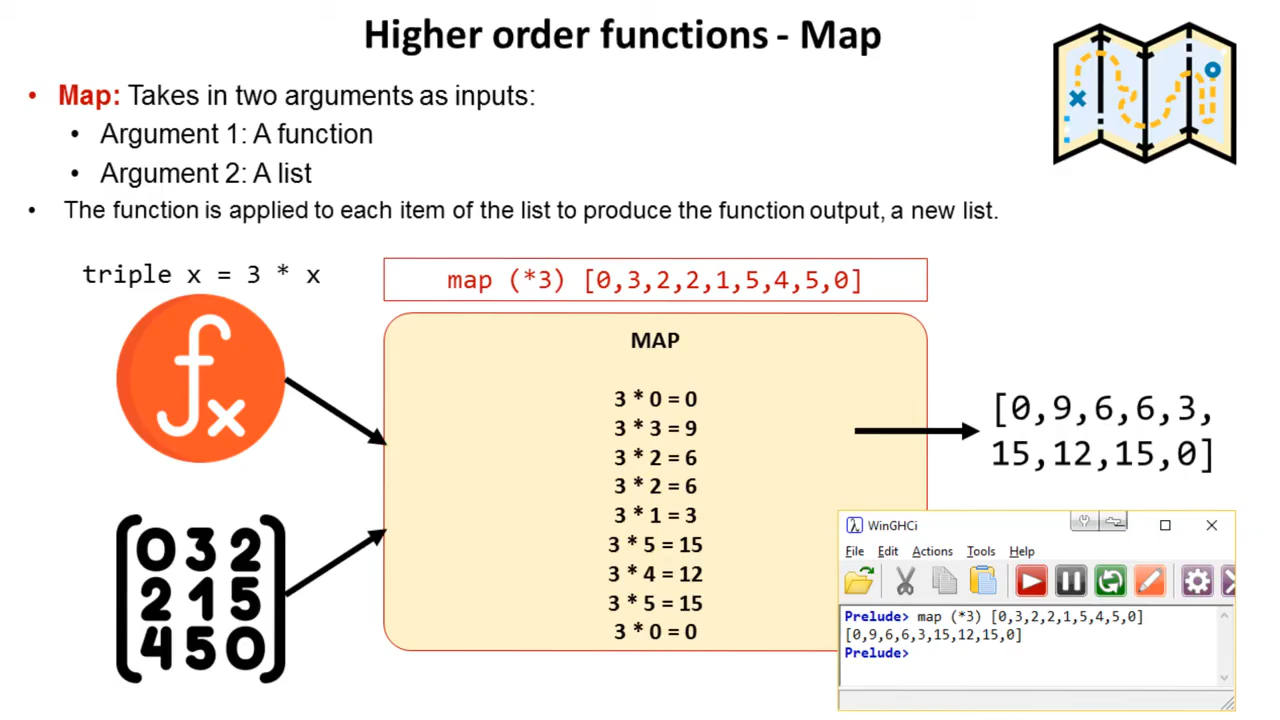 Higher order functions - Map
• Map: Takes in two arguments as inputs:
• Argument 1: A function
• Argument 2: A list
• The function is applied to each item of the list to produce the function output, a new list.
triple x = 3 * x
map (*3) [0,3,2,2,1,5,4,5,0]
fx
0 3 2
2 1 5
4 5 0
MAP
3 * 0 = 0
3 * 3 = 9
3 * 2 = 6
3 * 2 = 6
3 * 1 = 3
3 * 5 = 15
3 * 4 = 12
3 * 5 = 15
3 * 0 = 0
[0,9,6,6,3,
15,12,15,0]
WinGHCi
File Edit Actions Tools Help
Prelude> map (*3) [0,3,2,2,1,5,4,5,0]
[0,9,6,6,3,15,12,15,0]
Prelude>